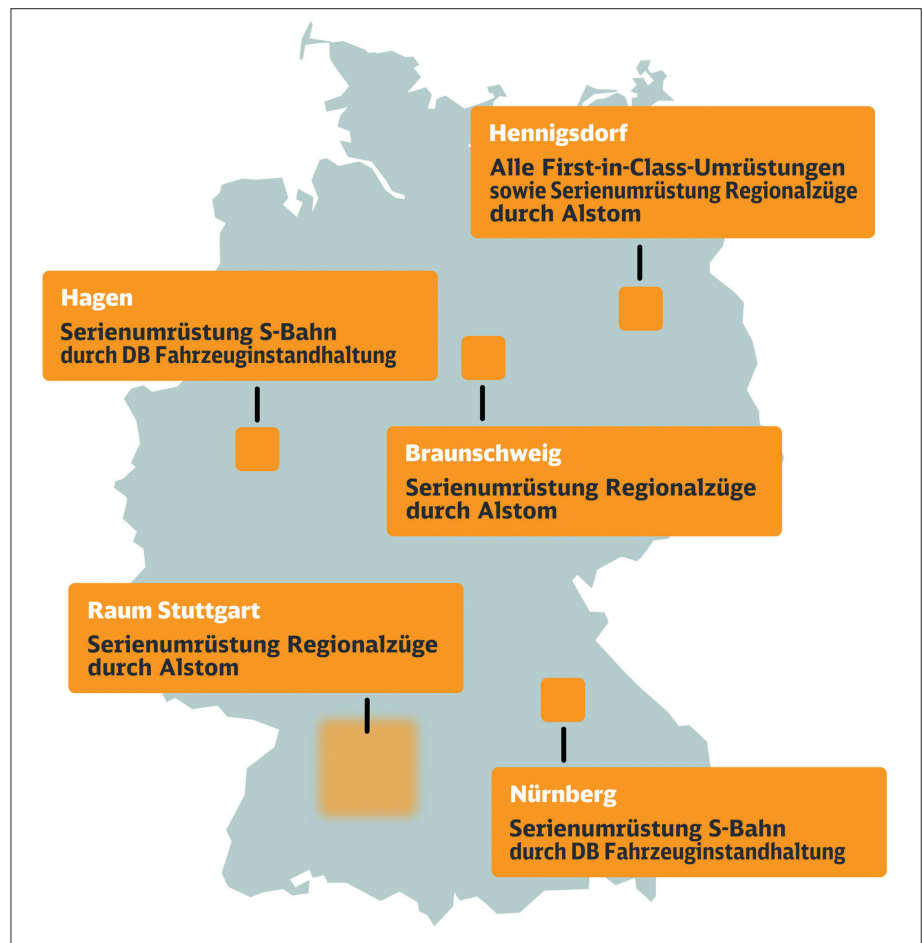 Hennigsdorf
Alle First-in-Class-Umrüstungen
sowie Serienumrüstung Regionalzüge
durch Alstom
Hagen
Serienumrüstung S-Bahn
durch DB Fahrzeuginstandhaltung
Braunschweig
Serienumrüstung Regionalzüge
durch Alstom
Raum Stuttgart
Serienumrüstung Regionalzüge
durch Alstom
Nürnberg
Serienumrüstung S-Bahn
durch DB Fahrzeuginstandhaltung